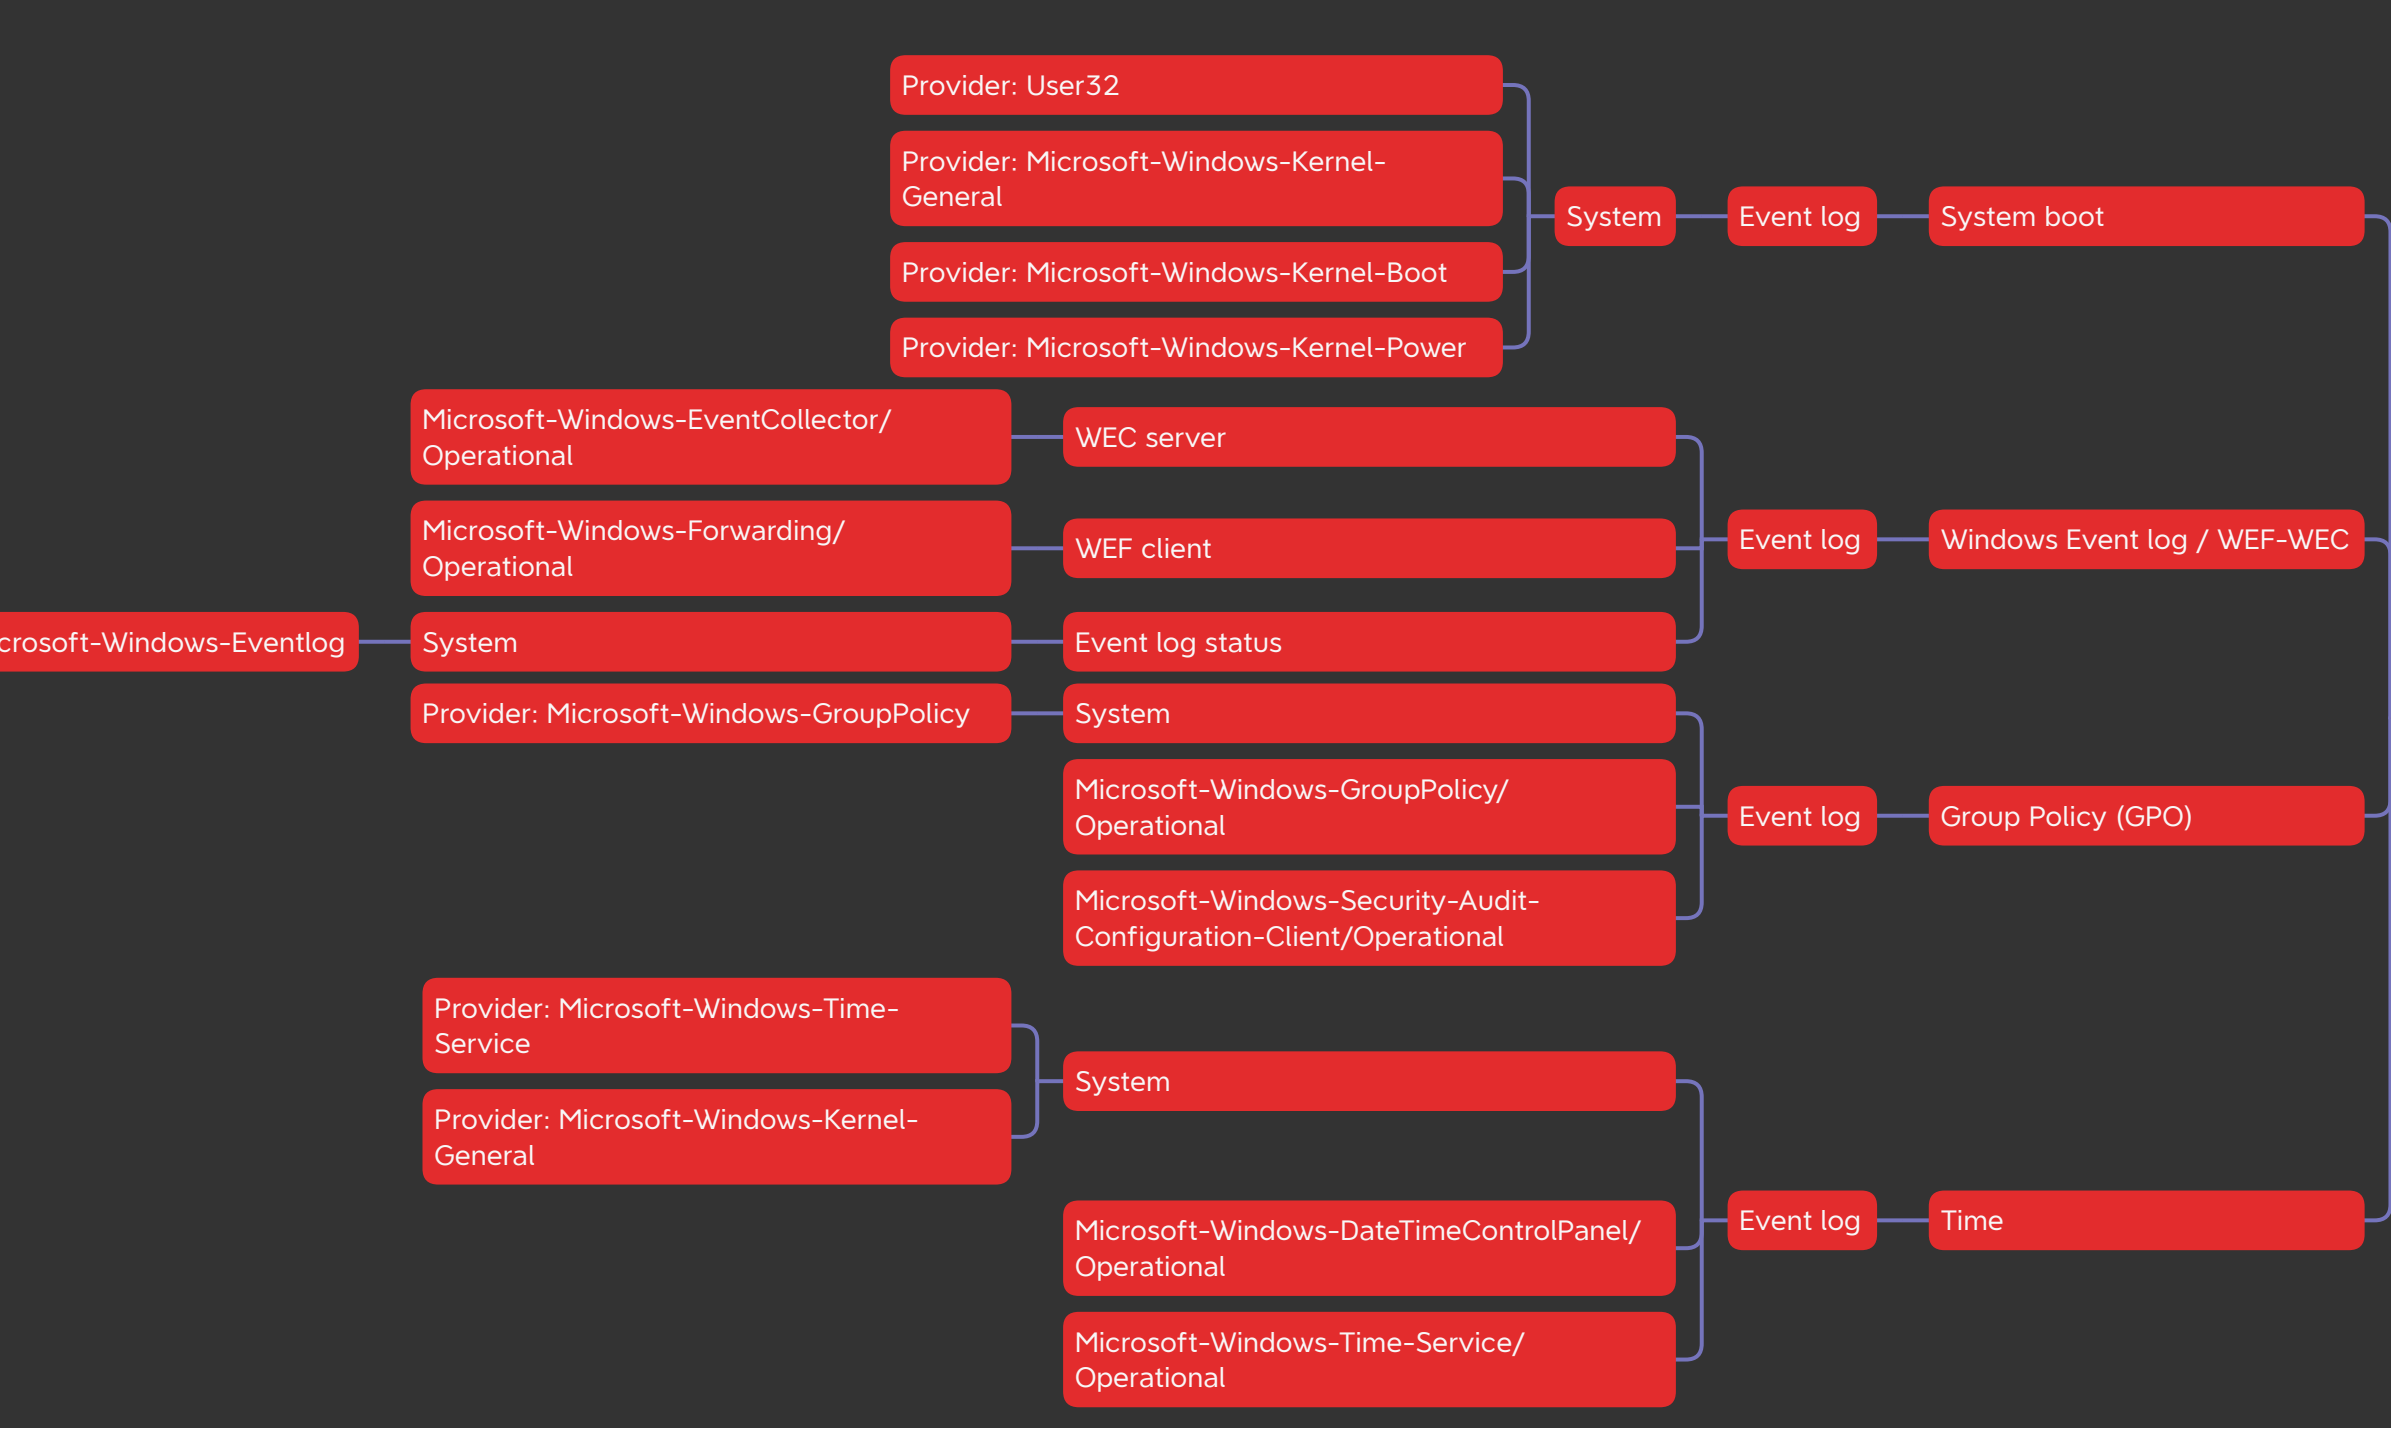 Provider: User32
Provider: Microsoft-Windows-Kernel-
General
System
Event log
System boot
Provider: Microsoft-Windows-Kernel-Boot
Provider: Microsoft-Windows-Kernel-Power
Microsoft-Windows-EventCollector/
Operational
WEC server
Microsoft-Windows-Forwarding/
Operational
WEF client
Event log
Windows Event log / WEF-WEC
crosoft-Windows-Eventlog
System
Event log status
Provider: Microsoft-Windows-GroupPolicy
System
Microsoft-Windows-GroupPolicy/
Operational
Event log
Group Policy (GPO)
Microsoft-Windows-Security-Audit-
Configuration-Client/Operational
Provider: Microsoft-Windows-Time-
Service
System
Provider: Microsoft-Windows-Kernel-
General
Microsoft-Windows-DateTimeControlPanel/
Operational
Event log
Time
Microsoft-Windows-Time-Service/
Operational